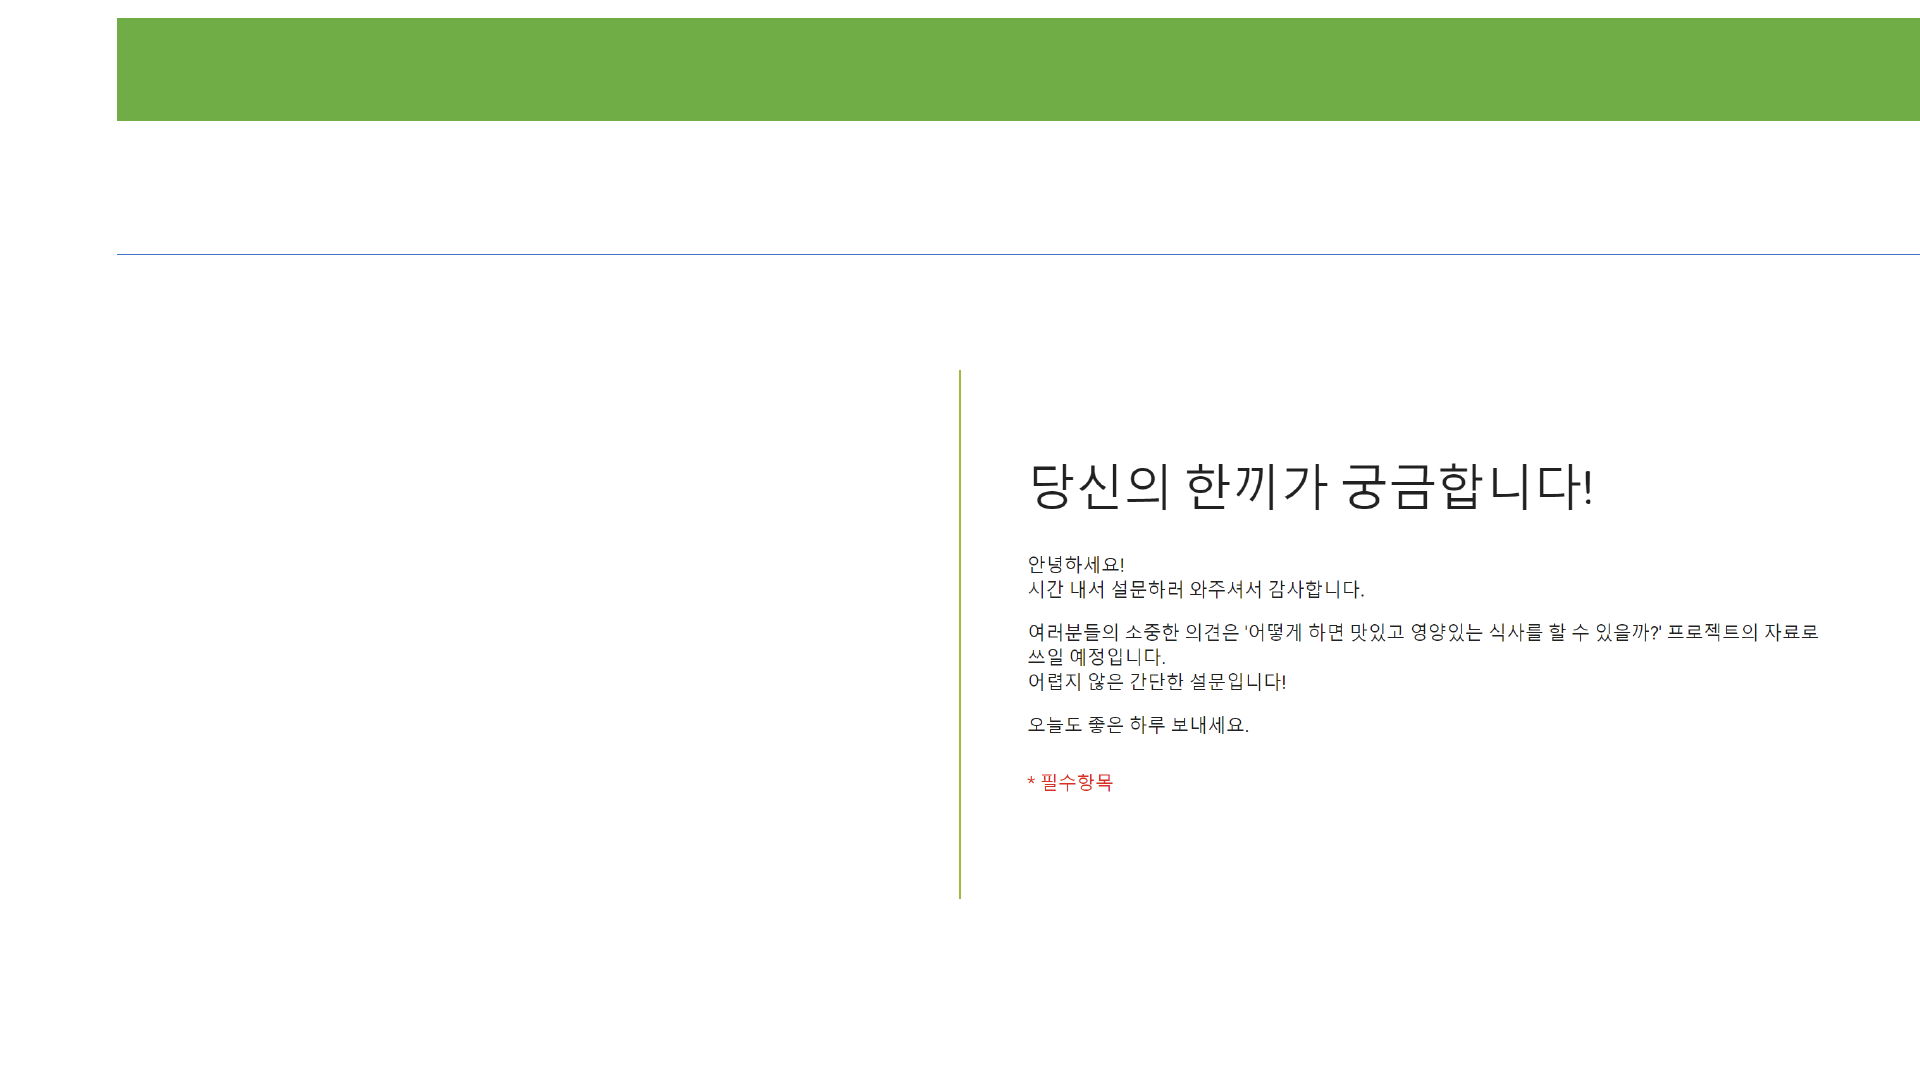 당신의 한끼가 궁금합니다!
안녕하세요!
시간 내서 설문하러 와주셔서 감사합니다.
여러분들의 소중한 의견은 '어떻게 하면 맛있고 영양있는 식사를 할 수 있을까?' 프로젝트의 자료로
쓰일 예정입니다.
어렵지 않은 간단한 설문입니다!
오늘도 좋은 하루 보내세요.
* 필수항목